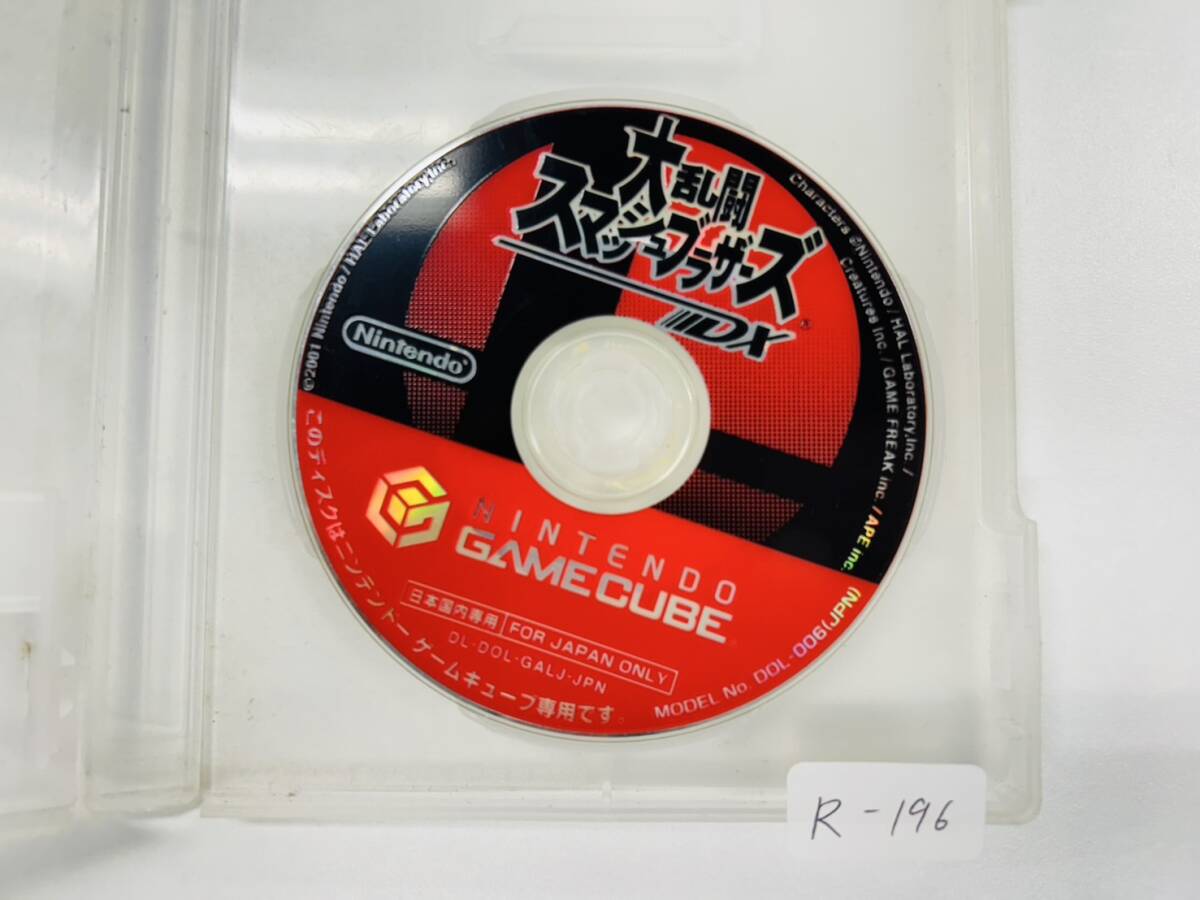 大乱闘
スマッシュブラザーズ
DX
®
Nintendo®
©2001 Nintendo / HAL Laboratory,Inc.
Characters ©Nintendo / HAL Laboratory,Inc. /
Creatures inc. / GAME FREAK inc. / APE inc.
NINTENDO
GAMECUBE
日本国内専用 FOR JAPAN ONLY
DL-DOL-GALJ-JPN
このディスクはニンテンドー ゲームキューブ専用です。
MODEL No. DOL-006(JPN)
R-196